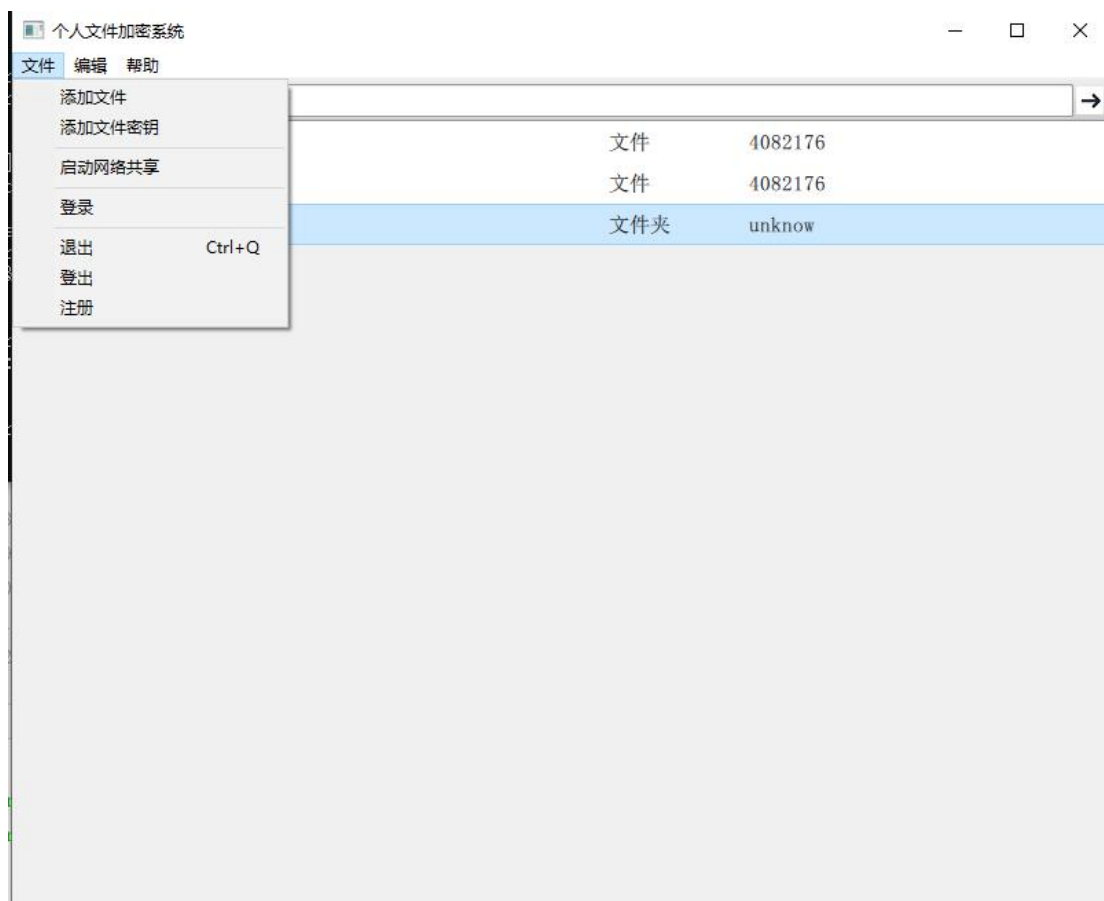 个人文件加密系统
文件 编辑 帮助
添加文件
添加文件密钥
启动网络共享
登录
退出 Ctrl+Q
登出
注册
文件 4082176
文件 4082176
文件夹 unknow